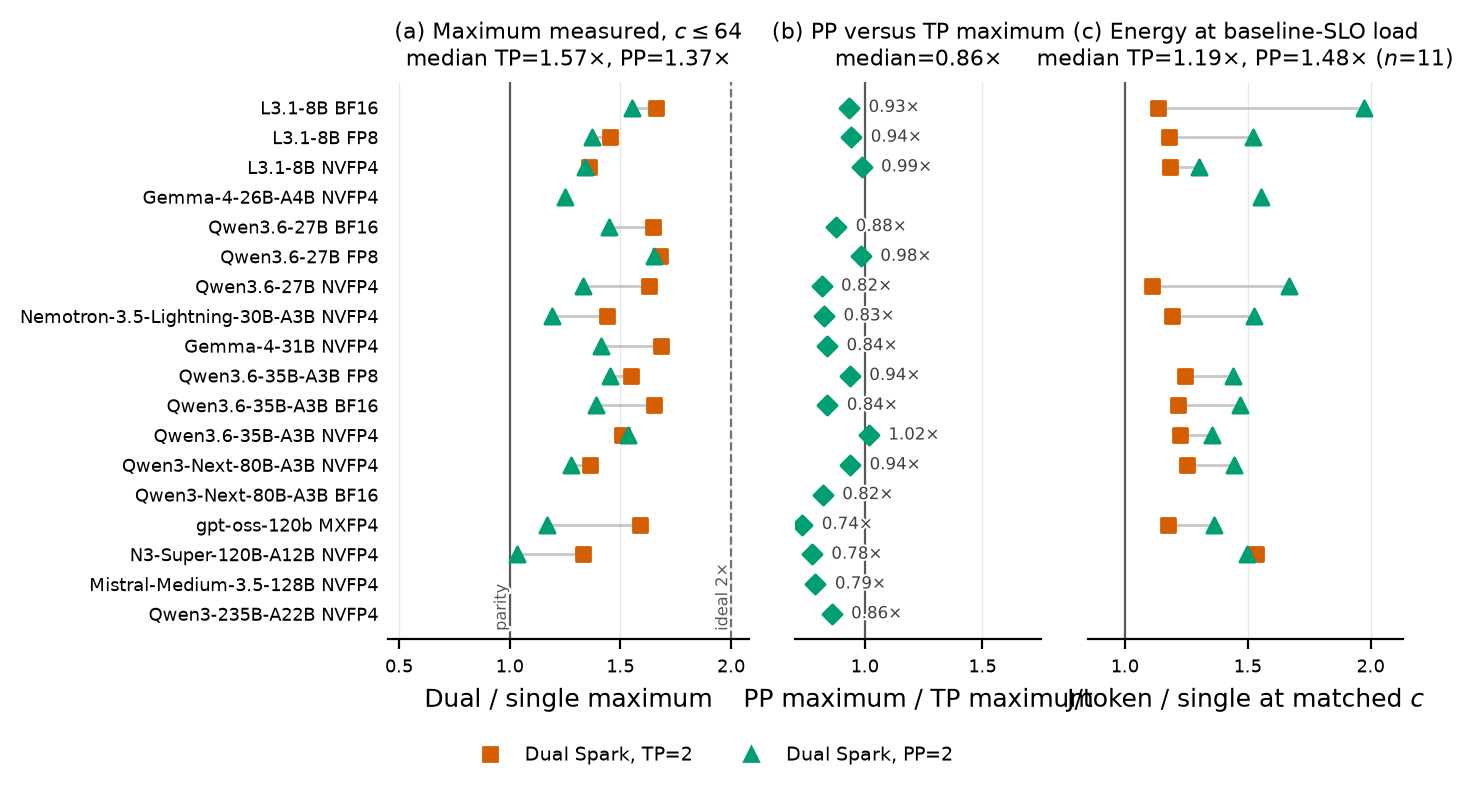 (a) Maximum measured, c ≤ 64
median TP=1.57×, PP=1.37×
(b) PP versus TP maximum
median=0.86×
(c) Energy at baseline-SLO load
median TP=1.19×, PP=1.48× (n=11)
L3.1-8B BF16
L3.1-8B FP8
L3.1-8B NVFP4
Gemma-4-26B-A4B NVFP4
Qwen3.6-27B BF16
Qwen3.6-27B FP8
Qwen3.6-27B NVFP4
Nemotron-3.5-Lightning-30B-A3B NVFP4
Gemma-4-31B NVFP4
Qwen3.6-35B-A3B FP8
Qwen3.6-35B-A3B BF16
Qwen3.6-35B-A3B NVFP4
Qwen3-Next-80B-A3B NVFP4
Qwen3-Next-80B-A3B BF16
gpt-oss-120b MXFP4
N3-Super-120B-A12B NVFP4
Mistral-Medium-3.5-128B NVFP4
Qwen3-235B-A22B NVFP4
parity
ideal 2×
0.5 1.0 1.5 2.0
Dual / single maximum
0.93×
0.94×
0.99×
0.88×
0.98×
0.82×
0.83×
0.84×
0.94×
0.84×
1.02×
0.94×
0.82×
0.74×
0.78×
0.79×
0.86×
1.0 1.5
PP maximum / TP maximum
1.0 1.5 2.0
J/token / single at matched c
Dual Spark, TP=2
Dual Spark, PP=2